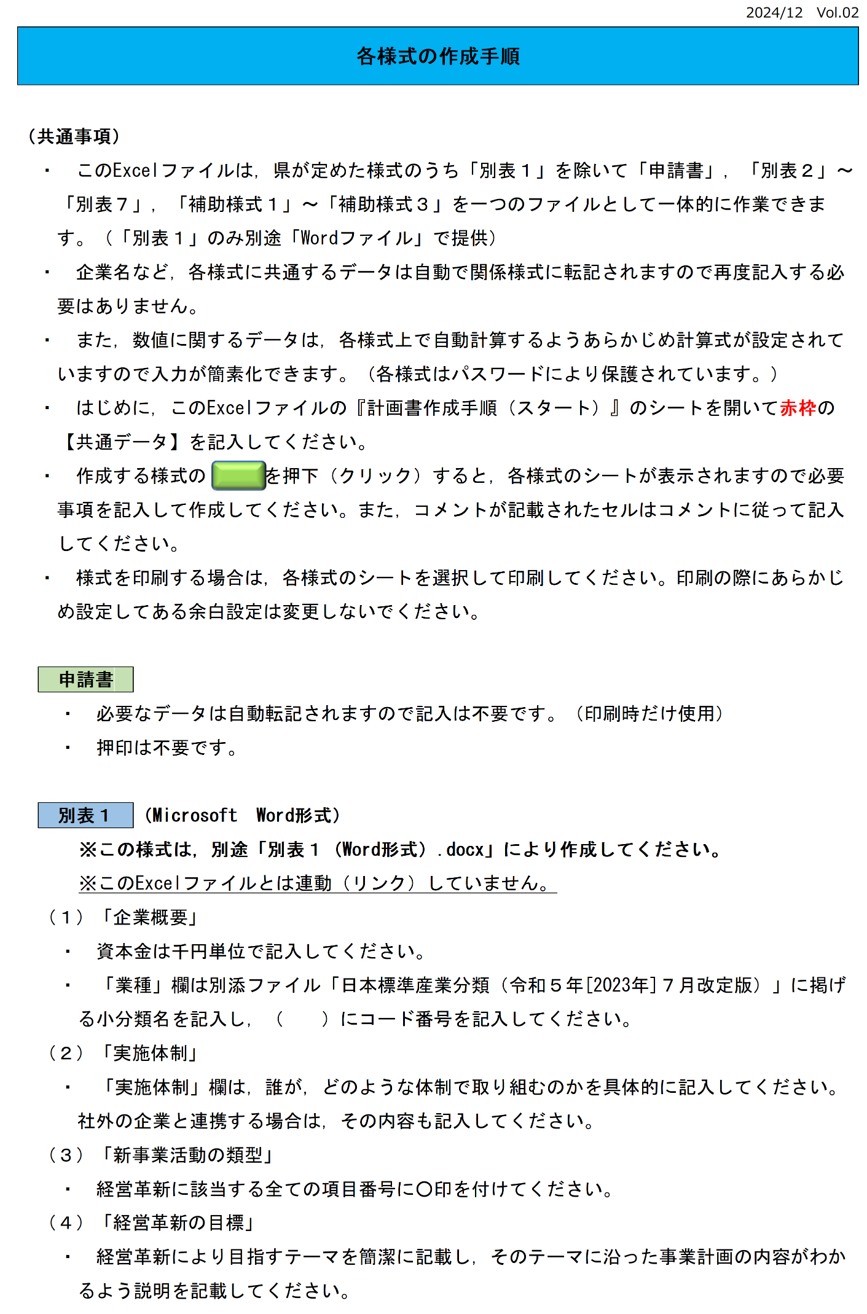 2024/12　Vol.02
各様式の作成手順
（共通事項）
・　このExcelファイルは，県が定めた様式のうち「別表１」を除いて「申請書」，「別表２」～
「別表７」，「補助様式１」～「補助様式３」を一つのファイルとして一体的に作業できま
す。（「別表１」のみ別途「Wordファイル」で提供）
・　企業名など，各様式に共通するデータは自動で関係様式に転記されますので再度記入する必
要はありません。
・　また，数値に関するデータは，各様式上で自動計算するようあらかじめ計算式が設定されて
いますので入力が簡素化できます。（各様式はパスワードにより保護されています。）
・　はじめに，このExcelファイルの『計画書作成手順（スタート）』のシートを開いて赤枠の
【共通データ】を記入してください。
・　作成する様式の　　　を押下（クリック）すると，各様式のシートが表示されますので必要
事項を記入して作成してください。また，コメントが記載されたセルはコメントに従って記入
してください。
・　様式を印刷する場合は，各様式のシートを選択して印刷してください。印刷の際にあらかじ
め設定してある余白設定は変更しないでください。
申請書
・　必要なデータは自動転記されますので記入は不要です。（印刷時だけ使用）
・　押印は不要です。
別表１　（Microsoft　Word形式）
※この様式は，別途「別表１（Word形式）.docx」により作成してください。
※このExcelファイルとは連動（リンク）していません。
（１）「企業概要」
・　資本金は千円単位で記入してください。
・　「業種」欄は別添ファイル「日本標準産業分類（令和５年[2023年]７月改定版）」に掲げ
る小分類名を記入し，（　　）にコード番号を記入してください。
（２）「実施体制」
・　「実施体制」欄は，誰が，どのような体制で取り組むのかを具体的に記入してください。
社外の企業と連携する場合は，その内容も記入してください。
（３）「新事業活動の類型」
・　経営革新に該当する全ての項目番号に〇印を付けてください。
（４）「経営革新の目標」
・　経営革新により目指すテーマを簡潔に記載し，そのテーマに沿った事業計画の内容がわか
るよう説明を記載してください。